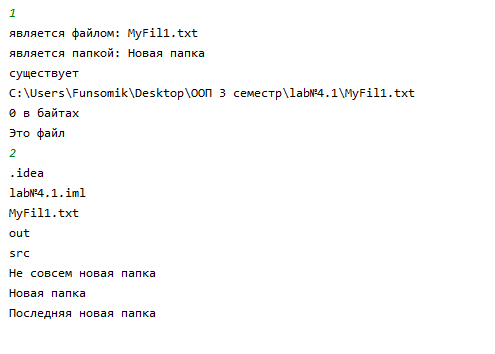 1
является файлом: MyFil1.txt
является папкой: Новая папка
существует
C:\Users\Funsomik\Desktop\ООП 3 семестр\lab№4.1\MyFil1.txt
0 в байтах
Это файл
2
.idea
lab№4.1.iml
MyFil1.txt
out
src
Не совсем новая папка
Новая папка
Последняя новая папка